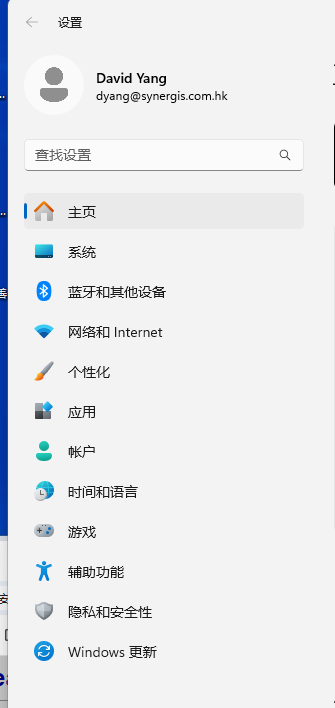 设置
David Yang
dyang@synergis.com.hk
查找设置
主页
系统
蓝牙和其他设备
网络和 Internet
个性化
应用
帐户
时间和语言
游戏
辅助功能
隐私和安全性
Windows 更新